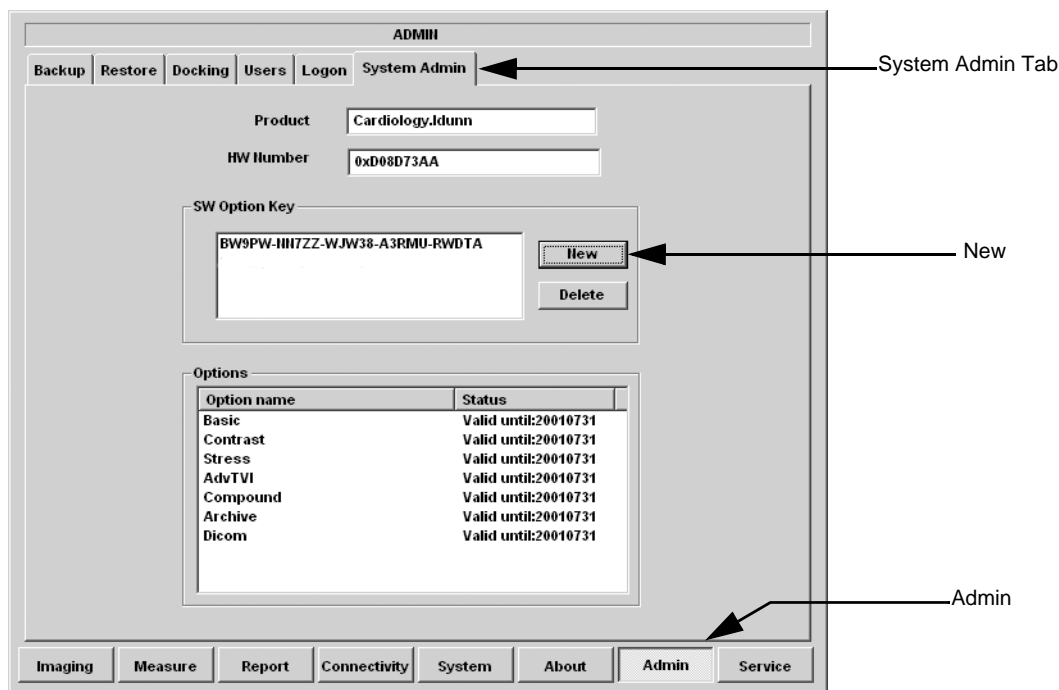 ADMIN
Backup Restore Docking Users Logon System Admin
System Admin Tab
Product Cardiology.Idunn
HW Number 0xD08D73AA
SW Option Key
BW9PW-NN7ZZ-WJW38-A3RMU-RWDTA
New
New
Delete
Options
Option name Status
Basic Valid until:20010731
Contrast Valid until:20010731
Stress Valid until:20010731
AdvTVI Valid until:20010731
Compound Valid until:20010731
Archive Valid until:20010731
Dicom Valid until:20010731
Admin
Imaging Measure Report Connectivity System About Admin Service